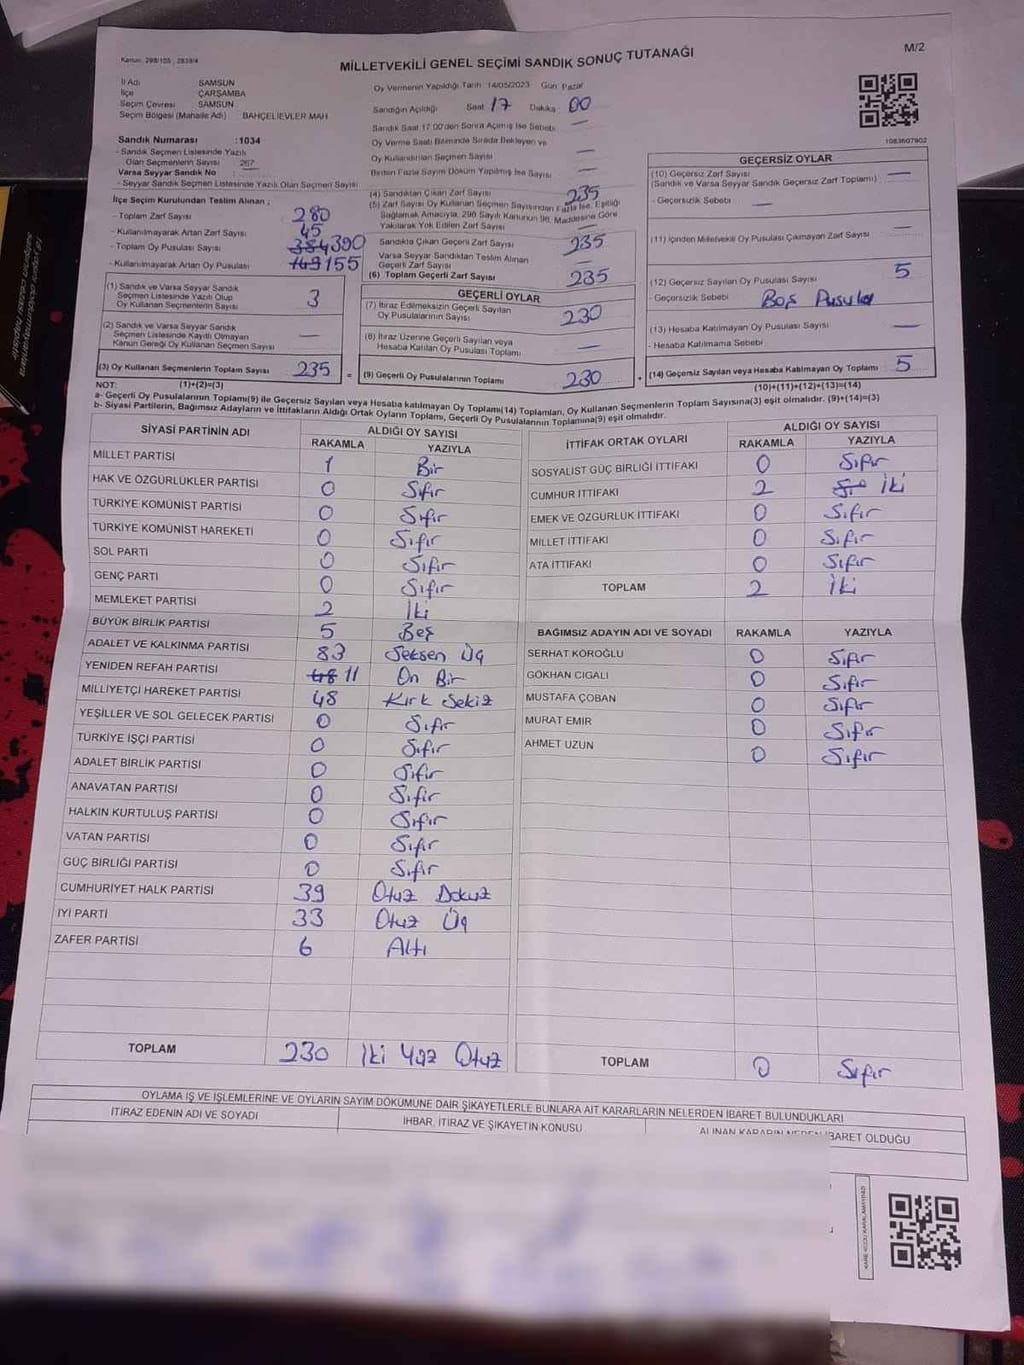 Kanun: 298/105 , 2839/4
M/2
MİLLETVEKİLİ GENEL SEÇİMİ SANDIK SONUÇ TUTANAĞI
İl Adı SAMSUN
İlçe ÇARŞAMBA
Seçim Çevresi SAMSUN
Seçim Bölgesi (Mahalle Adı) BAHÇELİEVLER MAH
Sandık Numarası :1034
- Sandık Seçmen Listesinde Yazılı
Olan Seçmenlerin Sayısı 267
Varsa Seyyar Sandık No :
- Seyyar Sandık Seçmen Listesinde Yazılı Olan Seçmen Sayısı
İlçe Seçim Kurulundan Teslim Alınan ;
- Toplam Zarf Sayısı 280
- Kullanılmayarak Artan Zarf Sayısı 45
- Toplam Oy Pusulası Sayısı 384 390
- Kullanılmayarak Artan Oy Pusulası 149 155
(1) Sandık ve Varsa Seyyar Sandık
Seçmen Listesinde Yazılı Olup
Oy Kullanan Seçmenlerin Sayısı 3
(2) Sandık ve Varsa Seyyar Sandık
Seçmen Listesinde Kayıtlı Olmayan
Kanun Gereği Oy Kullanan Seçmen Sayısı —
(3) Oy Kullanan Seçmenlerin Toplam Sayısı 235 =
Oy Vermenin Yapıldığı Tarih 14/05/2023 Gün Pazar
Sandığın Açıldığı Saat 17 Dakika 00
Sandık Saat 17:00'den Sonra Açılmış İse Sebebi —
Oy Verme Saati Bitiminde Sırada Bekleyen ve
Oy Kullandırılan Seçmen Sayısı —
Birden Fazla Sayım Döküm Yapılmış İse Sayısı —
(4) Sandıktan Çıkan Zarf Sayısı 235
(5) Zarf Sayısı Oy Kullanan Seçmen Sayısından Fazla İse, Eşitliği
Sağlamak Amacıyla, 298 Sayılı Kanunun 98. Maddesine Göre
Yakılarak Yok Edilen Zarf Sayısı —
Sandıkta Çıkan Geçerli Zarf Sayısı 235
Varsa Seyyar Sandıktan Teslim Alınan
Geçerli Zarf Sayısı —
(6) Toplam Geçerli Zarf Sayısı 235
GEÇERLİ OYLAR
(7) İtiraz Edilmeksizin Geçerli Sayılan
Oy Pusulalarının Sayısı 230
(8) İtiraz Üzerine Geçerli Sayılan veya
Hesaba Katılan Oy Pusulası Toplamı —
(9) Geçerli Oy Pusulalarının Toplamı 230 +
1083607902
GEÇERSİZ OYLAR
(10) Geçersiz Zarf Sayısı —
(Sandık ve Varsa Seyyar Sandık Geçersiz Zarf Toplamı)
- Geçersizlik Sebebi —
(11) İçinden Milletvekili Oy Pusulası Çıkmayan Zarf Sayısı —
(12) Geçersiz Sayılan Oy Pusulası Sayısı 5
- Geçersizlik Sebebi Boş Pusula
(13) Hesaba Katılmayan Oy Pusulası Sayısı —
- Hesaba Katılmama Sebebi
(14) Geçersiz Sayılan veya Hesaba Katılmayan Oy Toplamı 5
NOT: (1)+(2)=(3) (10)+(11)+(12)+(13)=(14)
a- Geçerli Oy Pusulalarının Toplamı(9) ile Geçersiz Sayılan veya Hesaba katılmayan Oy Toplamı(14) Toplamları, Oy Kullanan Seçmenlerin Toplam Sayısına(3) eşit olmalıdır. (9)+(14)=(3)
b- Siyasi Partilerin, Bağımsız Adayların ve İttifakların Aldığı Ortak Oyların Toplamı, Geçerli Oy Pusulalarının Toplamına(9) eşit olmalıdır.
SİYASİ PARTİNİN ADI ALDIĞI OY SAYISI
RAKAMLA YAZIYLA
MİLLET PARTİSİ 1 Bir
HAK VE ÖZGÜRLÜKLER PARTİSİ 0 Sıfır
TÜRKİYE KOMÜNİST PARTİSİ 0 Sıfır
TÜRKİYE KOMÜNİST HAREKETİ 0 Sıfır
SOL PARTİ 0 Sıfır
GENÇ PARTİ 0 Sıfır
MEMLEKET PARTİSİ 2 İki
BÜYÜK BİRLİK PARTİSİ 5 Beş
ADALET VE KALKINMA PARTİSİ 83 Seksen Üç
YENİDEN REFAH PARTİSİ 48 11 On Bir
MİLLİYETÇİ HAREKET PARTİSİ 48 Kırk Sekiz
YEŞİLLER VE SOL GELECEK PARTİSİ 0 Sıfır
TÜRKİYE İŞÇİ PARTİSİ 0 Sıfır
ADALET BİRLİK PARTİSİ 0 Sıfır
ANAVATAN PARTİSİ 0 Sıfır
HALKIN KURTULUŞ PARTİSİ 0 Sıfır
VATAN PARTİSİ 0 Sıfır
GÜÇ BİRLİĞİ PARTİSİ 0 Sıfır
CUMHURİYET HALK PARTİSİ 39 Otuz Dokuz
İYİ PARTİ 33 Otuz Üç
ZAFER PARTİSİ 6 Altı
TOPLAM 230 İki Yüz Otuz
İTTİFAK ORTAK OYLARI ALDIĞI OY SAYISI
RAKAMLA YAZIYLA
SOSYALİST GÜÇ BİRLİĞİ İTTİFAKI 0 Sıfır
CUMHUR İTTİFAKI 2 İki
EMEK VE ÖZGÜRLÜK İTTİFAKI 0 Sıfır
MİLLET İTTİFAKI 0 Sıfır
ATA İTTİFAKI 0 Sıfır
TOPLAM 2 İki
BAĞIMSIZ ADAYIN ADI VE SOYADI RAKAMLA YAZIYLA
SERHAT KÖROĞLU 0 Sıfır
GÖKHAN CIGALI 0 Sıfır
MUSTAFA ÇOBAN 0 Sıfır
MURAT EMİR 0 Sıfır
AHMET UZUN 0 Sıfır
TOPLAM 0 Sıfır
OYLAMA İŞ VE İŞLEMLERİNE VE OYLARIN SAYIM DÖKÜMÜNE DAİR ŞİKAYETLERLE BUNLARA AİT KARARLARIN NELERDEN İBARET BULUNDUKLARI
İTİRAZ EDENİN ADI VE SOYADI İHBAR, İTİRAZ VE ŞİKAYETİN KONUSU ALINAN KARARIN NEDEN İBARET OLDUĞU
KARE KODU KARALAMAYINIZ!